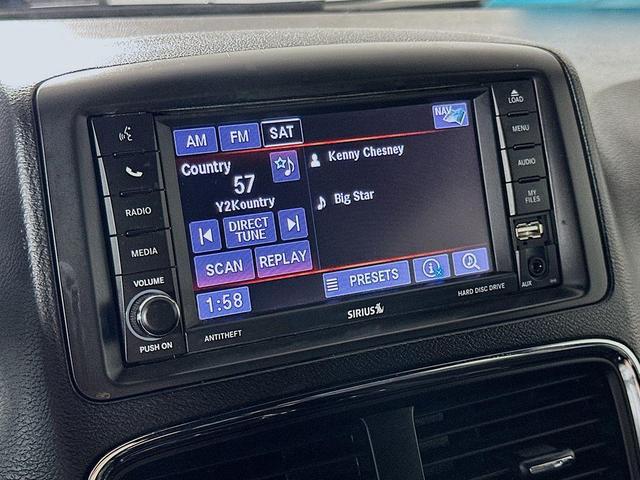 AM FM SAT NAV
Country
57
Y2Kountry
DIRECT
TUNE
SCAN REPLAY
1:58
Kenny Chesney
Big Star
PRESETS
RADIO
MEDIA
VOLUME
PUSH ON
ANTITHEFT
SIRIUS
HARD DISC DRIVE
LOAD
MENU
AUDIO
MY
FILES
AUX